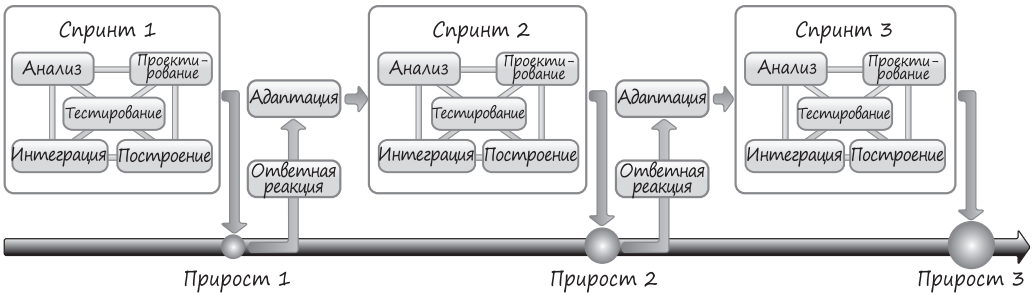 Спринт 1
Анализ
Проекти-
рование
Тестирование
Интеграция
Построение
Адаптация
Ответная
реакция
Спринт 2
Анализ
Проекти-
рование
Тестирование
Интеграция
Построение
Адаптация
Ответная
реакция
Спринт 3
Анализ
Проекти-
рование
Тестирование
Интеграция
Построение
Прирост 1
Прирост 2
Прирост 3